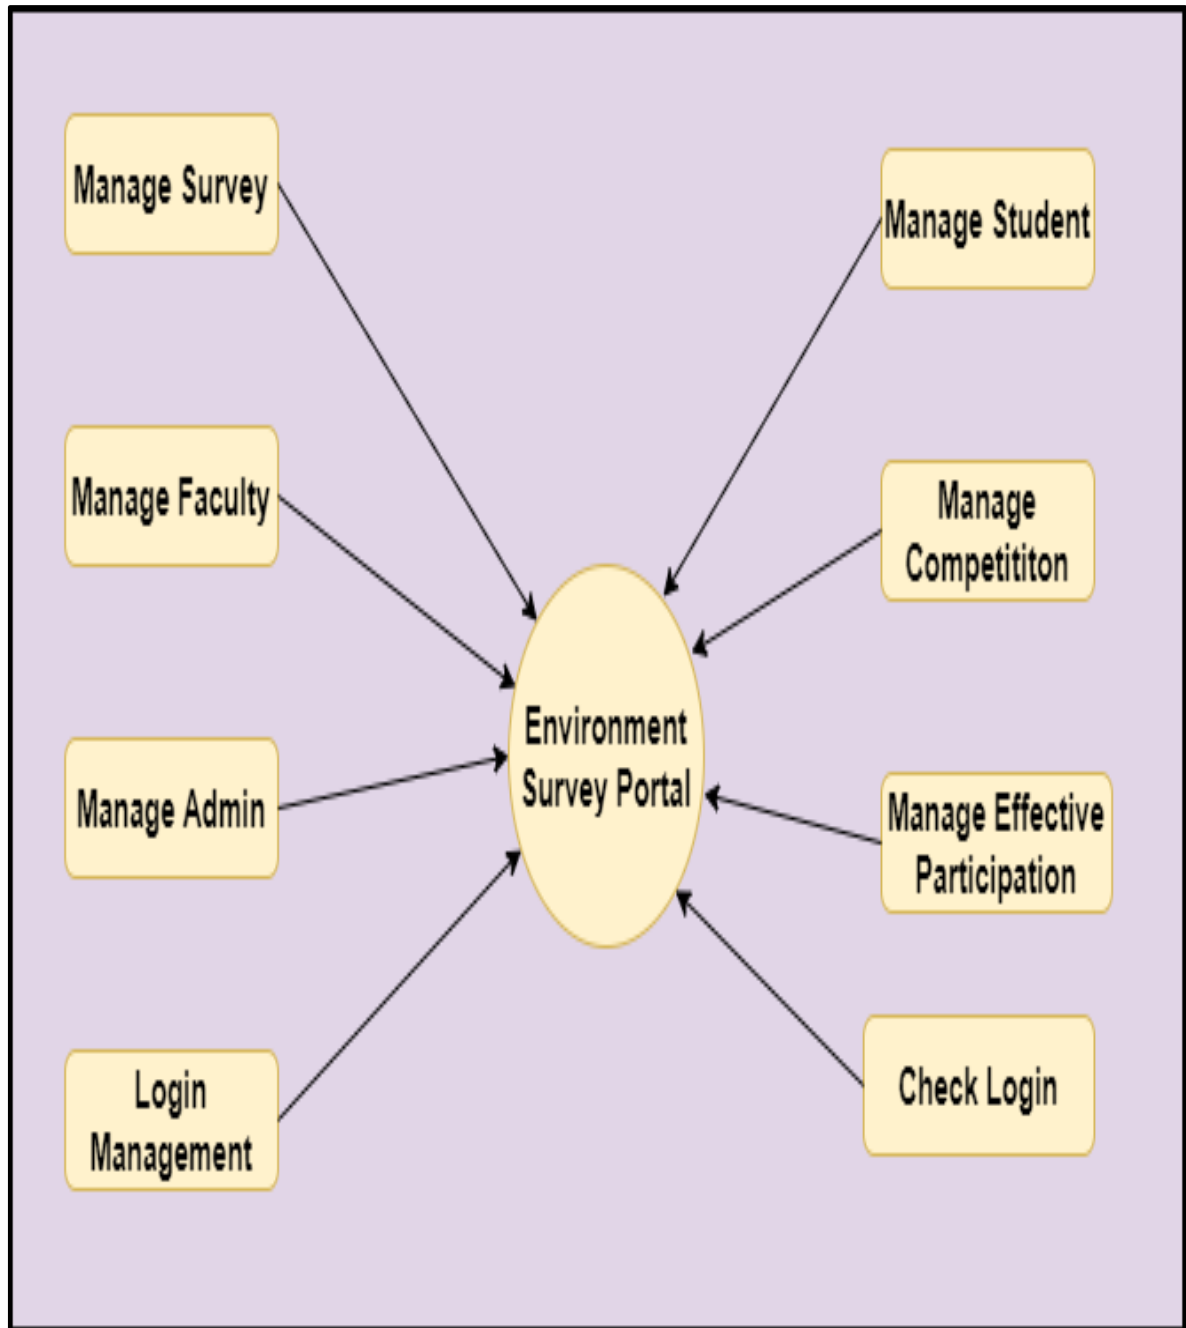 Manage Survey
Manage Student
Manage Faculty
Manage
Competititon
Environment
Survey Portal
Manage Admin
Manage Effective
Participation
Login
Management
Check Login